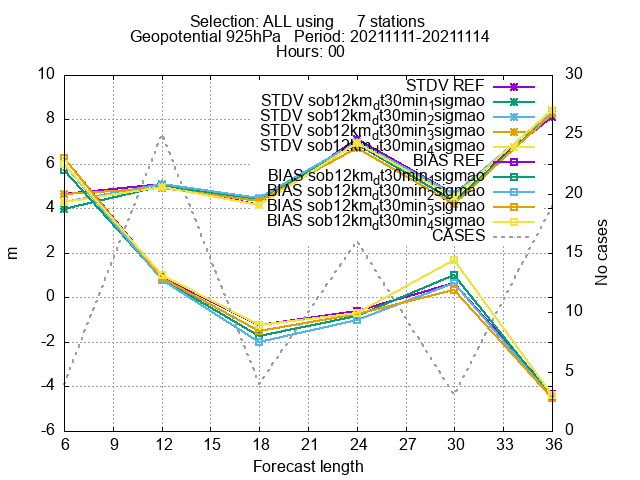 Selection: ALL using 7 stations
Geopotential 925hPa Period: 20211111-20211114
Hours: 00
10
8
6
4
2
0
-2
-4
-6
m
30
25
20
15
10
5
0
No cases
STDV REF
STDV sob12km_dt30min_1sigmao
STDV sob12km_dt30min_2sigmao
STDV sob12km_dt30min_3sigmao
STDV sob12km_dt30min_4sigmao
BIAS REF
BIAS sob12km_dt30min_1sigmao
BIAS sob12km_dt30min_2sigmao
BIAS sob12km_dt30min_3sigmao
BIAS sob12km_dt30min_4sigmao
CASES
6 9 12 15 18 21 24 27 30 33 36
Forecast length